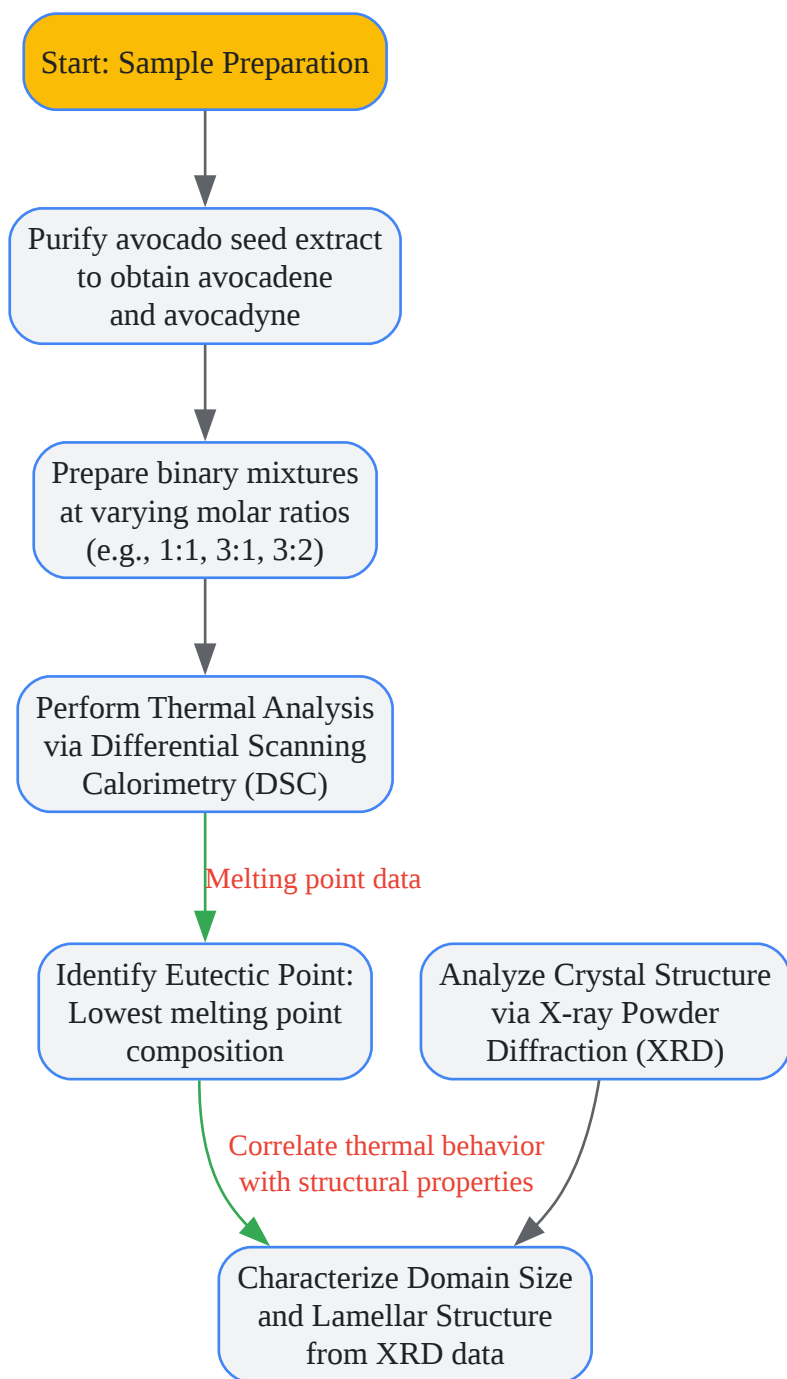 Start: Sample Preparation
Purify avocado seed extract
to obtain avocadene
and avocadyne
Prepare binary mixtures
at varying molar ratios
(e.g., 1:1, 3:1, 3:2)
Perform Thermal Analysis
via Differential Scanning
Calorimetry (DSC)
Melting point data
Identify Eutectic Point:
Lowest melting point
composition
Analyze Crystal Structure
via X-ray Powder
Diffraction (XRD)
Correlate thermal behavior
with structural properties
Characterize Domain Size
and Lamellar Structure
from XRD data